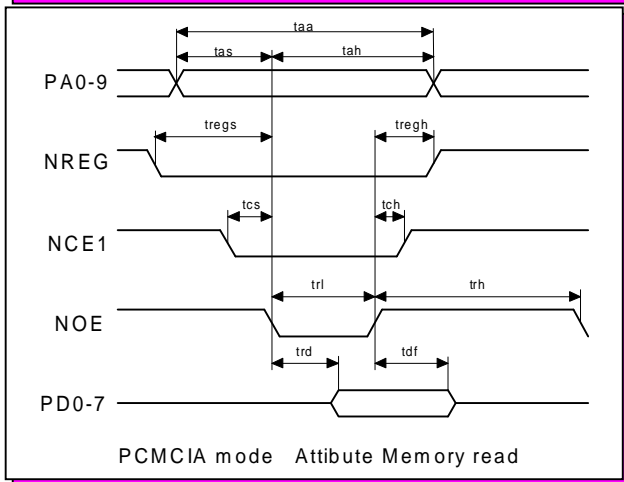 taa
tas tah
PA0-9
tregs tregh
NREG
tcs tch
NCE1
trl trh
NOE
trd tdf
PD0-7
PCMCIA mode Attibute Memory read